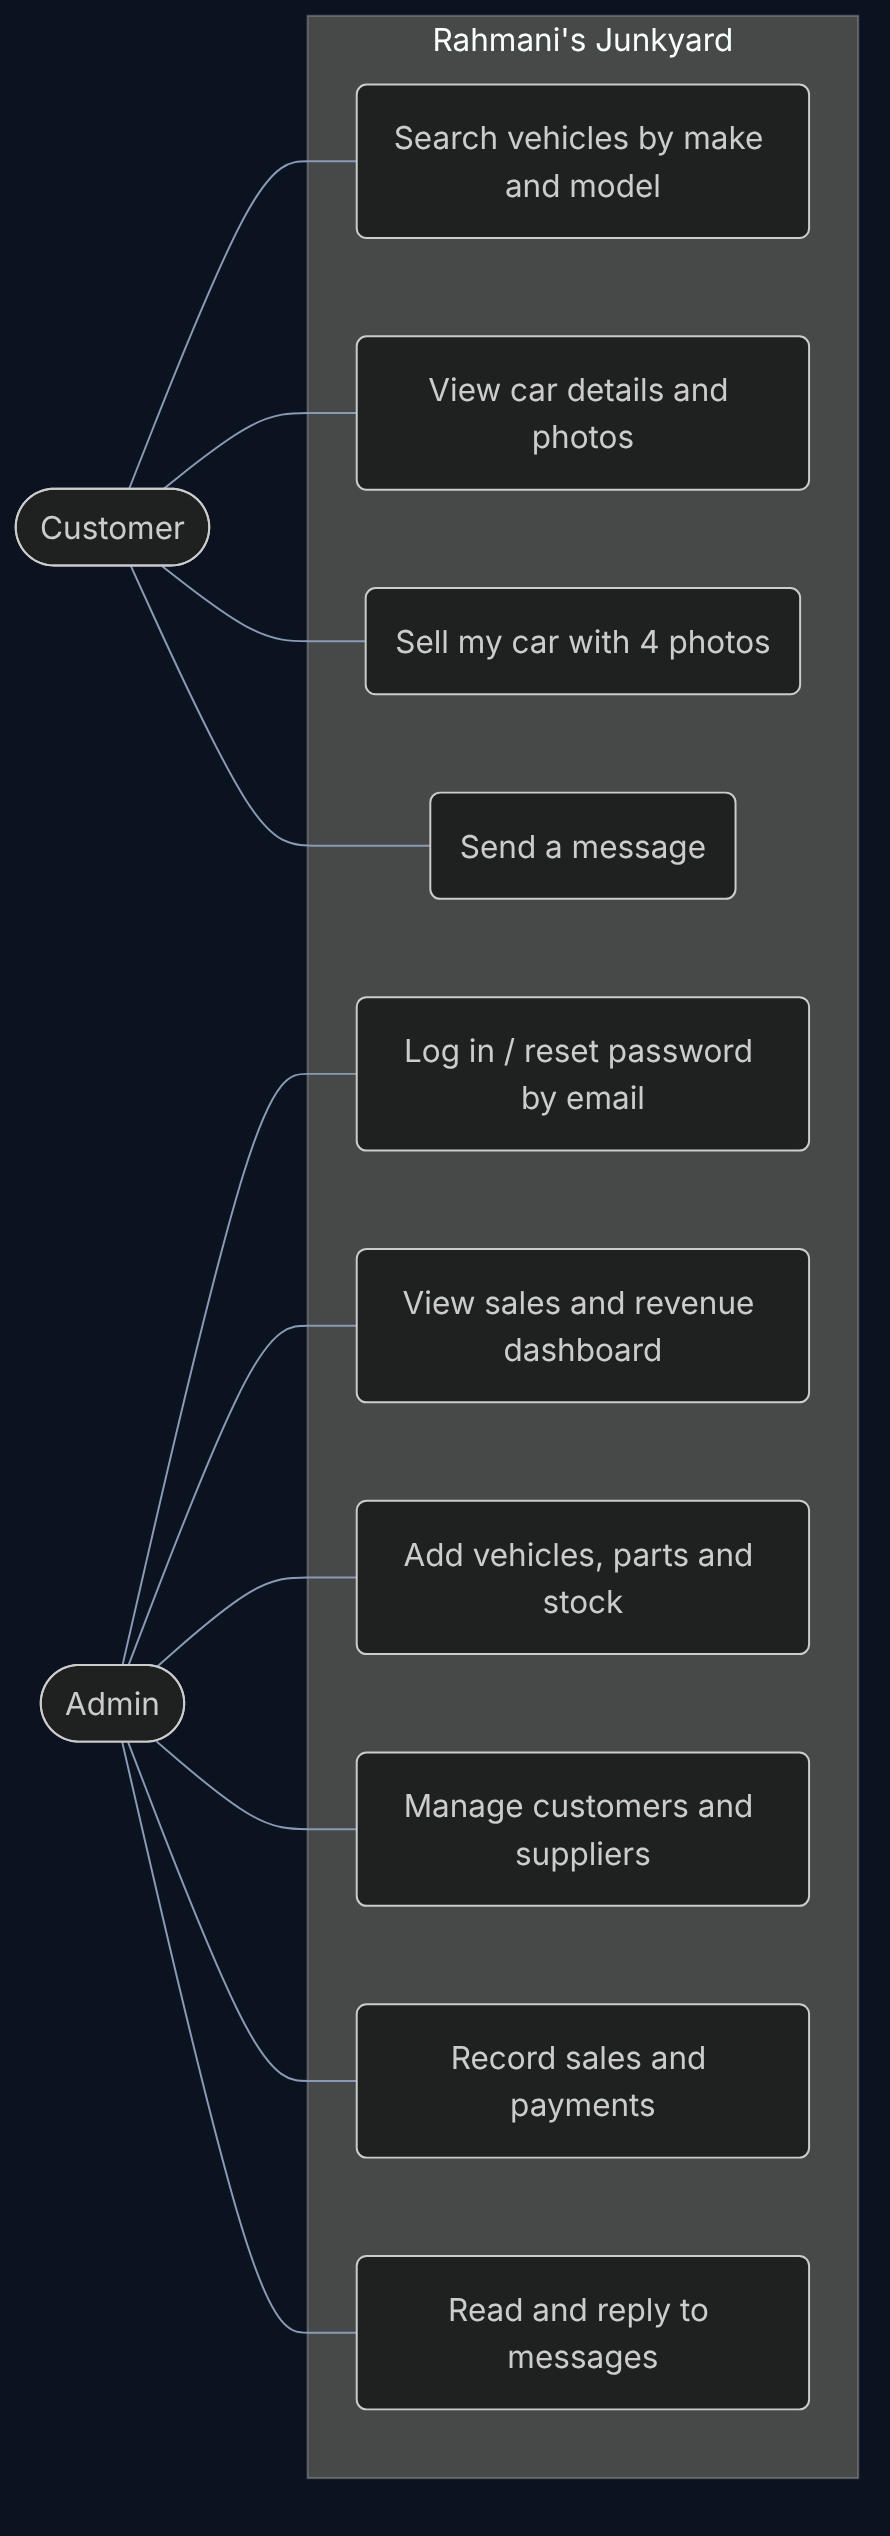 Rahmani's Junkyard
Search vehicles by make
and model
View car details and
photos
Customer
Sell my car with 4 photos
Send a message
Log in / reset password
by email
View sales and revenue
dashboard
Add vehicles, parts and
stock
Admin
Manage customers and
suppliers
Record sales and
payments
Read and reply to
messages